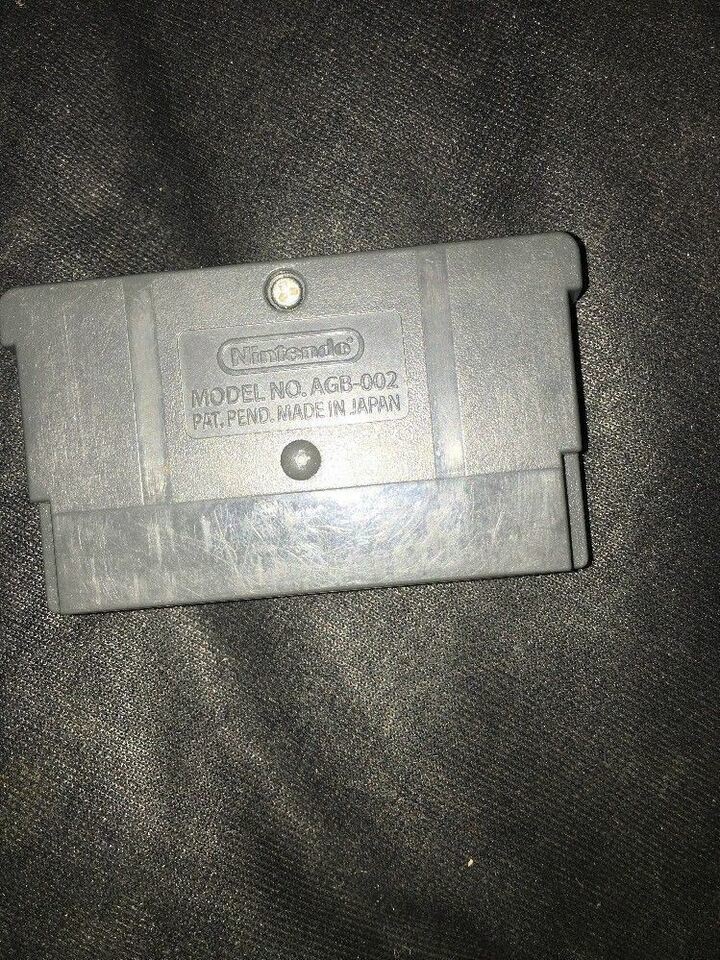 Nintendo®
MODEL NO. AGB-002
PAT. PEND. MADE IN JAPAN